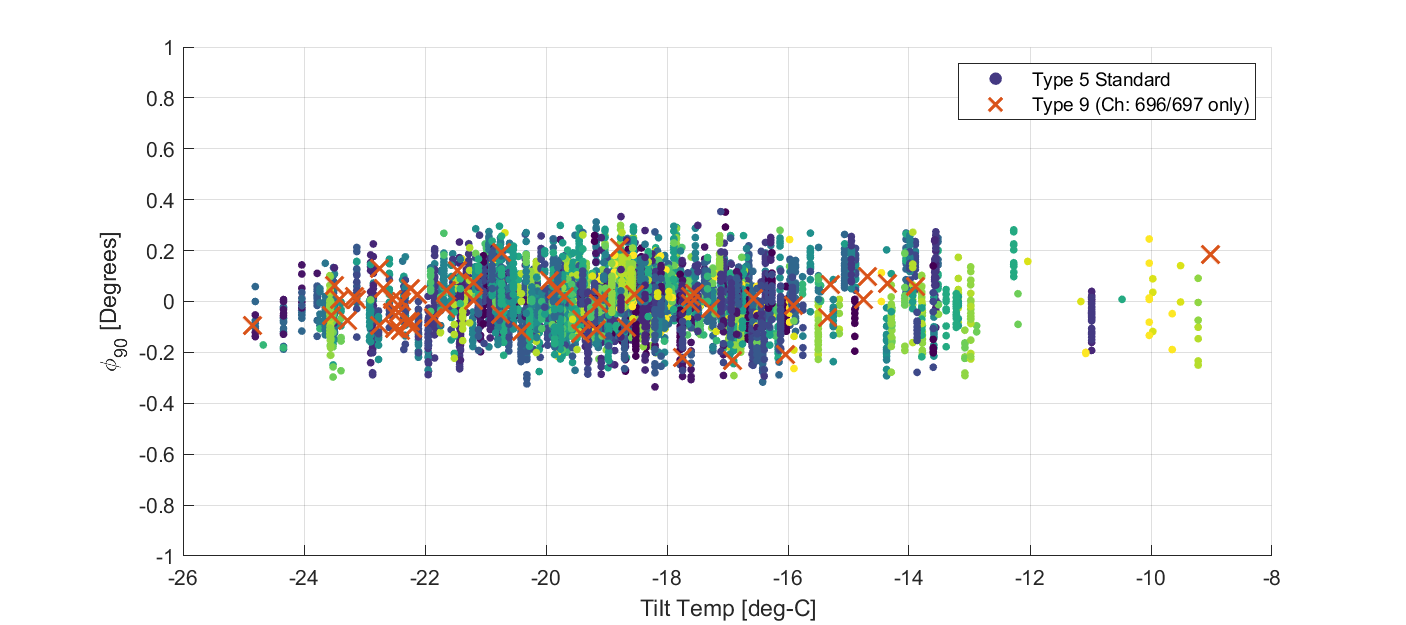 1
0.8
0.6
0.4
0.2
0
-0.2
-0.4
-0.6
-0.8
-1
ϕ90 [Degrees]
Type 5 Standard
Type 9 (Ch: 696/697 only)
-26 -24 -22 -20 -18 -16 -14 -12 -10 -8
Tilt Temp [deg-C]